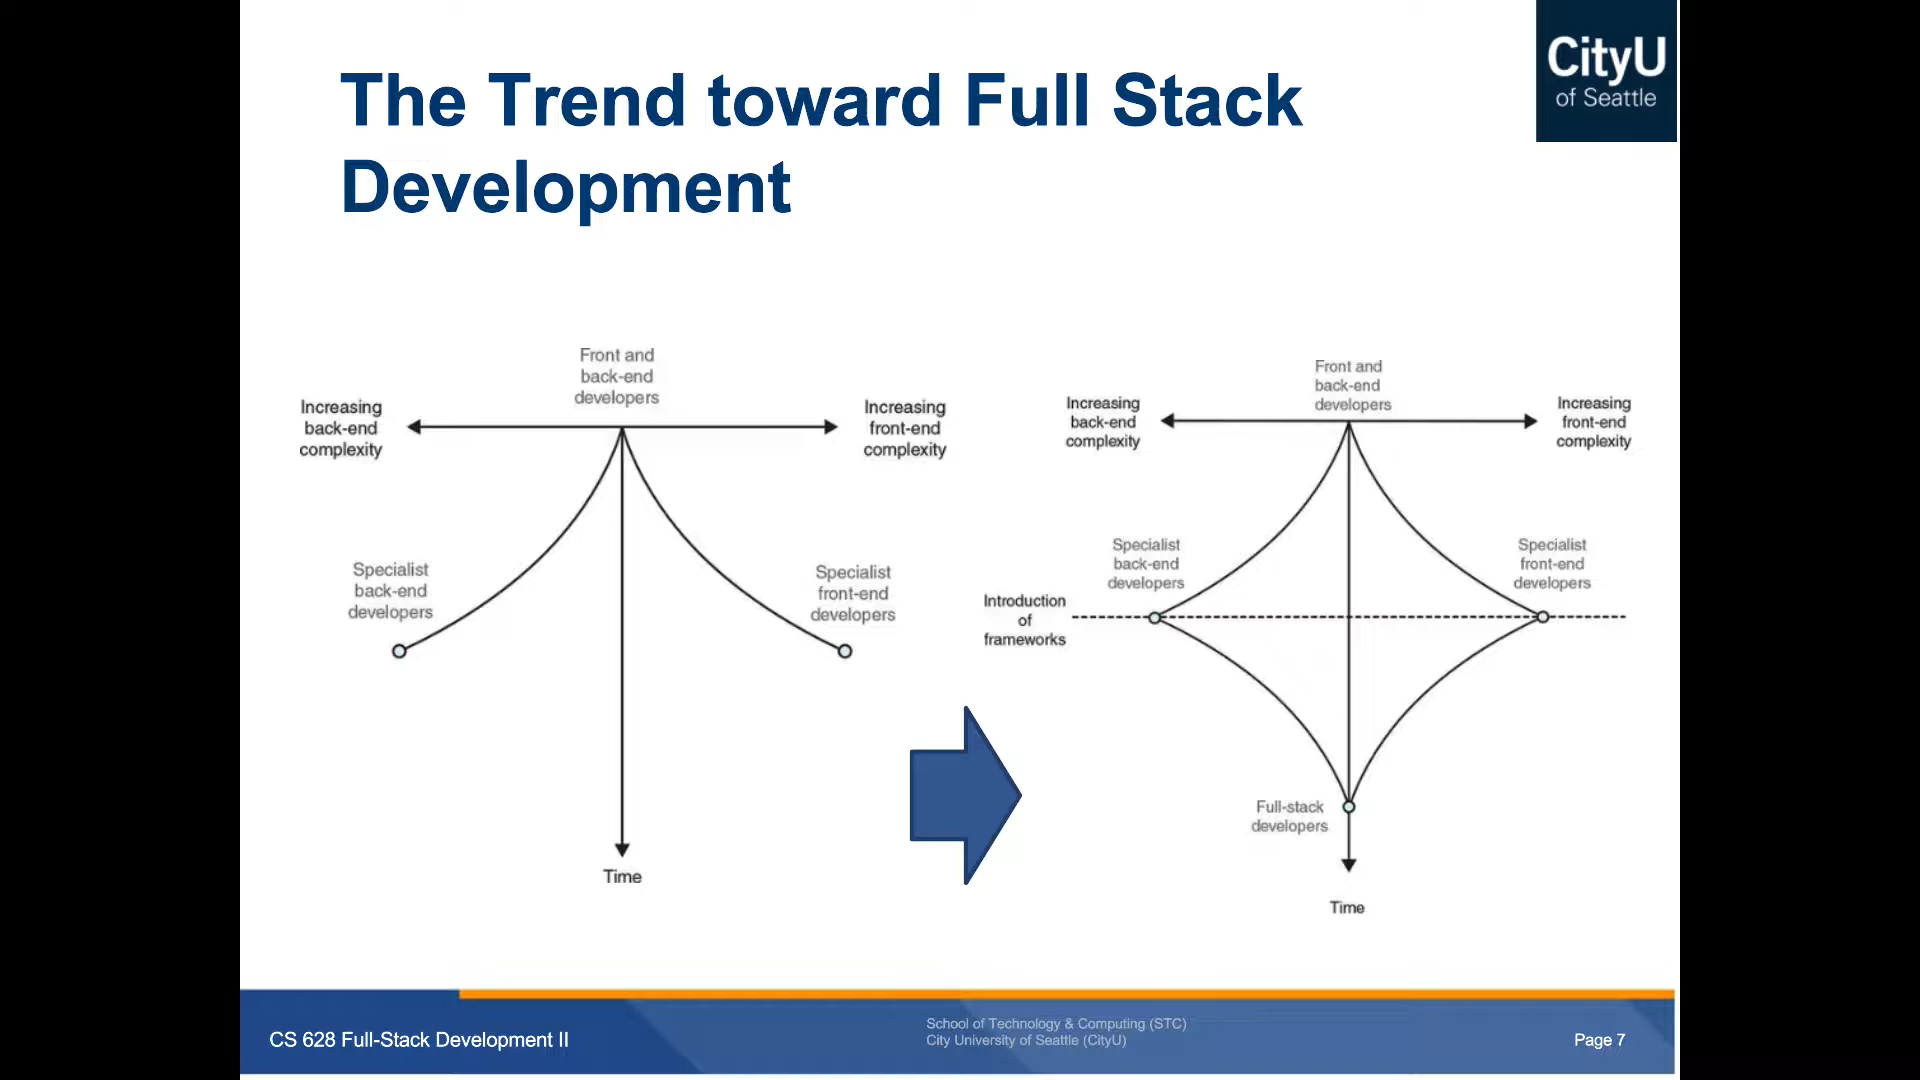 The Trend toward Full Stack
Development
CityU
of Seattle
Front and
back-end
developers
Increasing
back-end
complexity
Increasing
front-end
complexity
Specialist
back-end
developers
Specialist
front-end
developers
Time
Front and
back-end
developers
Increasing
back-end
complexity
Increasing
front-end
complexity
Specialist
back-end
developers
Specialist
front-end
developers
Introduction
of
frameworks
Full-stack
developers
Time
CS 628 Full-Stack Development II
School of Technology & Computing (STC)
City University of Seattle (CityU)
Page 7